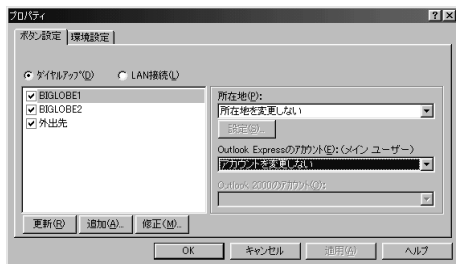 プロパティ
ボタン設定 環境設定
ダイヤルアップ(D) LAN接続(L)
BIGLOBE1
BIGLOBE2
外出先
所在地(P):
所在地を変更しない
設定(S)...
Outlook Expressのアカウント(E):(メイン ユーザー)
アカウントを変更しない
Outlook 2000のアカウント(O):
更新(R) 追加(A)... 修正(M)...
OK キャンセル 適用(A) ヘルプ